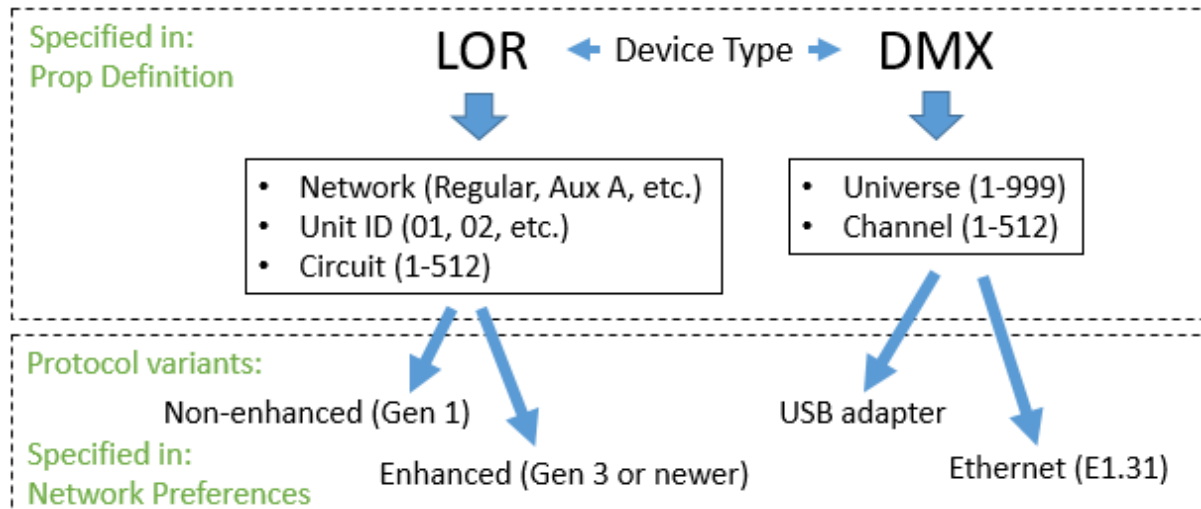 Specified in:
Prop Definition
LOR
Device Type
DMX
• Network (Regular, Aux A, etc.)
• Unit ID (01, 02, etc.)
• Circuit (1-512)
• Universe (1-999)
• Channel (1-512)
Protocol variants:
Non-enhanced (Gen 1)
USB adapter
Specified in:
Network Preferences
Enhanced (Gen 3 or newer)
Ethernet (E1.31)